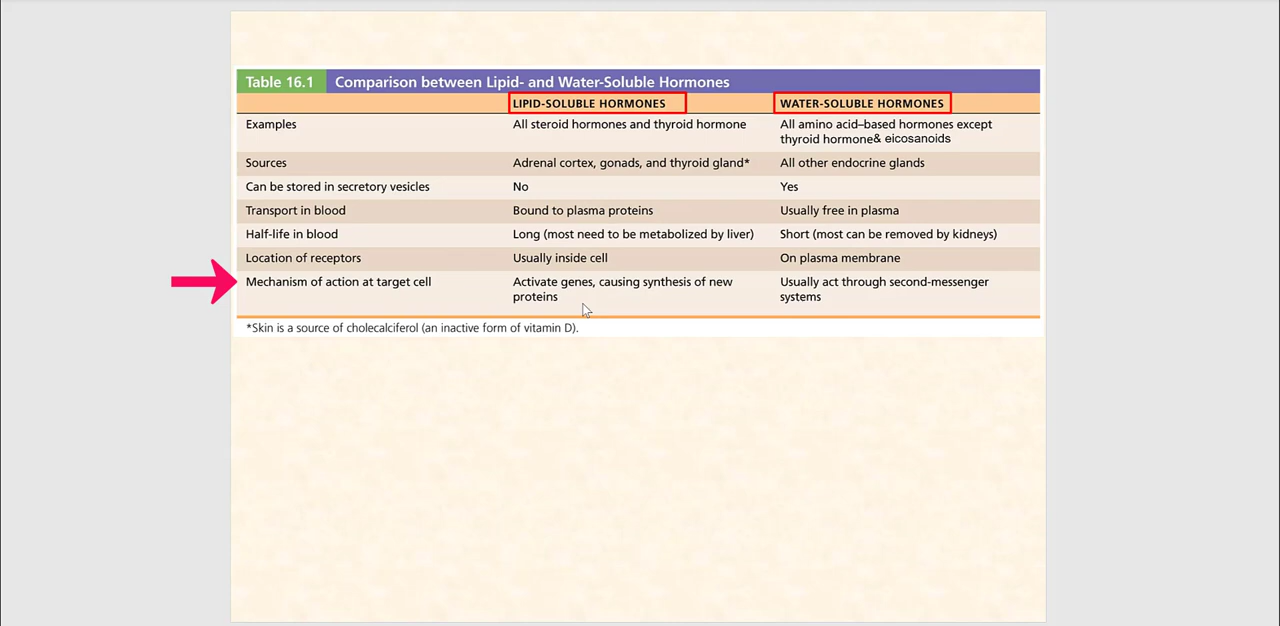 Table 16.1 Comparison between Lipid- and Water-Soluble Hormones
LIPID-SOLUBLE HORMONES WATER-SOLUBLE HORMONES
Examples All steroid hormones and thyroid hormone All amino acid–based hormones except
thyroid hormone& eicosanoids
Sources Adrenal cortex, gonads, and thyroid gland* All other endocrine glands
Can be stored in secretory vesicles No Yes
Transport in blood Bound to plasma proteins Usually free in plasma
Half-life in blood Long (most need to be metabolized by liver) Short (most can be removed by kidneys)
Location of receptors Usually inside cell On plasma membrane
Mechanism of action at target cell Activate genes, causing synthesis of new Usually act through second-messenger
proteins systems
*Skin is a source of cholecalciferol (an inactive form of vitamin D).